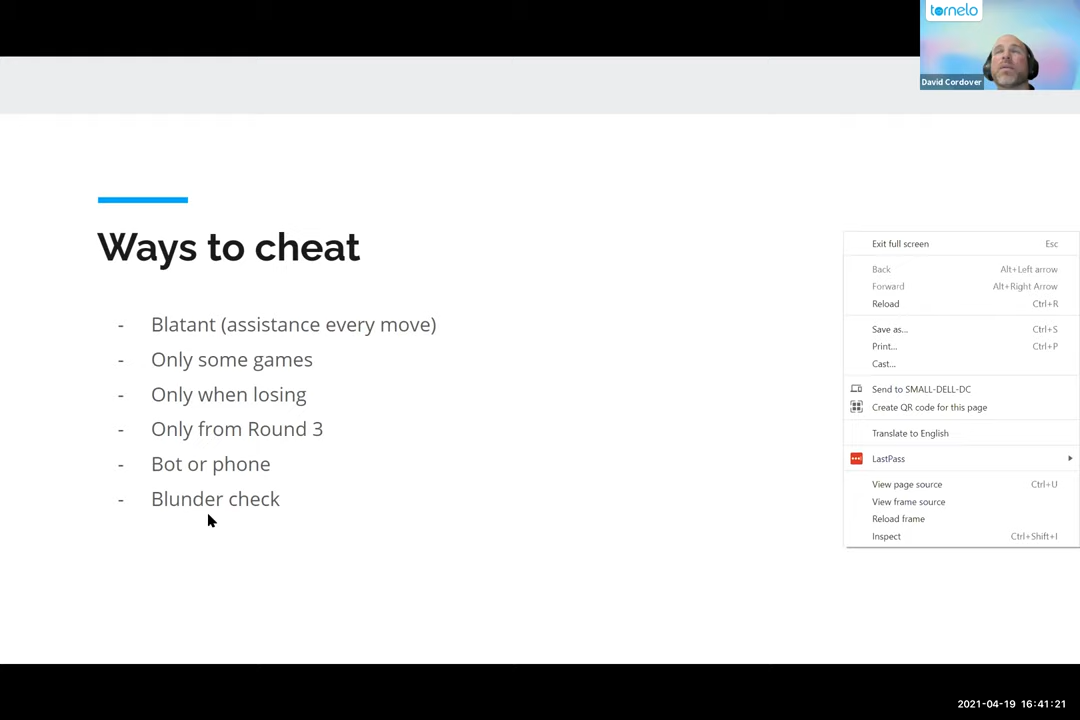 tornelo
David Cordover
Ways to cheat
- Blatant (assistance every move)
- Only some games
- Only when losing
- Only from Round 3
- Bot or phone
- Blunder check
Exit full screen Esc
Back Alt+Left arrow
Forward Alt+Right Arrow
Reload Ctrl+R
Save as... Ctrl+S
Print... Ctrl+P
Cast...
Send to SMALL-DELL-DC
Create QR code for this page
Translate to English
LastPass
View page source Ctrl+U
View frame source
Reload frame
Inspect Ctrl+Shift+I
2021-04-19 16:41:21